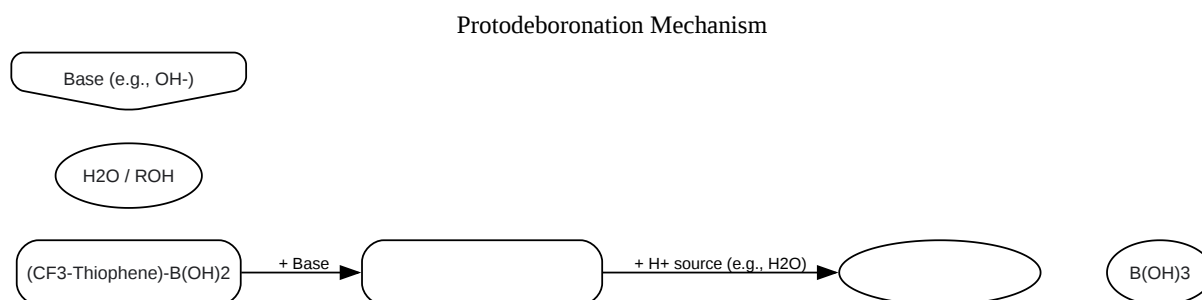 Protodeboronation Mechanism
Base (e.g., OH-)
H2O / ROH
(CF3-Thiophene)-B(OH)2
+ Base
+ H+ source (e.g., H2O)
B(OH)3